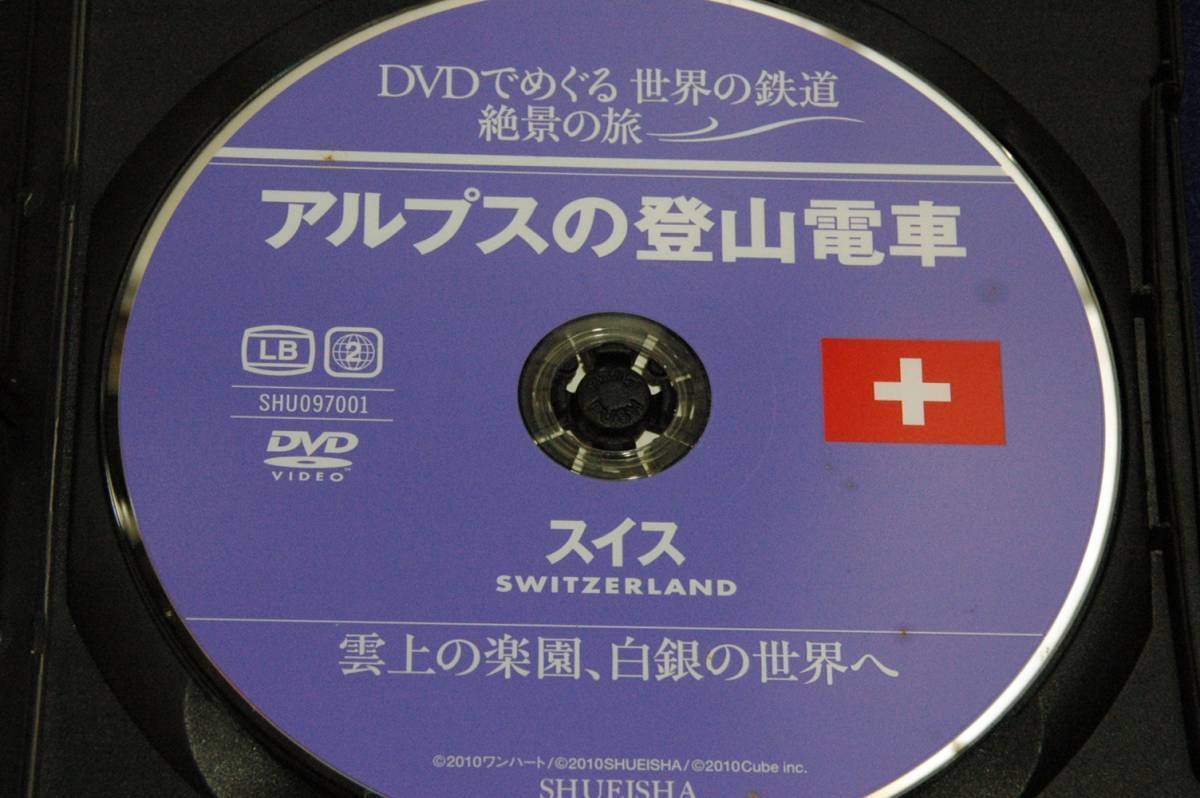 DVDでめぐる 世界の鉄道
絶景の旅
アルプスの登山電車
LB 2
SHU097001
DVD
VIDEO
スイス
SWITZERLAND
雲上の楽園、白銀の世界へ
©2010ワンハート/©2010SHUEISHA/©2010Cube inc.
SHUEISHA